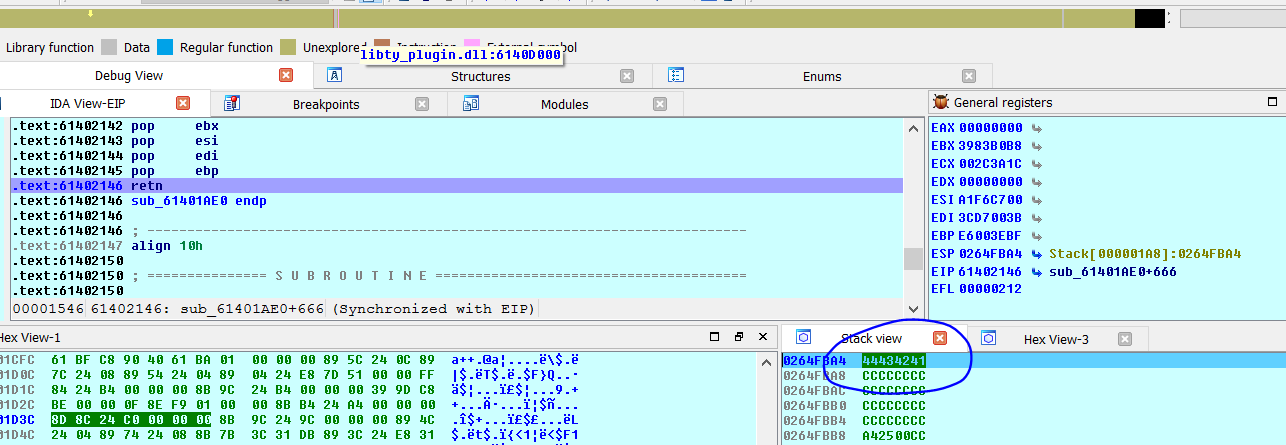 Library function Data Regular function Unexplored Instruction External symbol
libty_plugin.dll:6140D000
Debug View Structures Enums
IDA View-EIP Breakpoints Modules
General registers
.text:61402142 pop ebx
.text:61402143 pop esi
.text:61402144 pop edi
.text:61402145 pop ebp
.text:61402146 retn
.text:61402146 sub_61401AE0 endp
.text:61402146
.text:61402146 ; ---------------------------------------------------------------------------
.text:61402147 align 10h
.text:61402150
.text:61402150 ; =============== S U B R O U T I N E =======================================
.text:61402150
00001546 61402146: sub_61401AE0+666 (Synchronized with EIP)
EAX 00000000
EBX 3983B0B8
ECX 002C3A1C
EDX 00000000
ESI A1F6C700
EDI 3CD7003B
EBP E6003EBF
ESP 0264FBA4 Stack[000001A8]:0264FBA4
EIP 61402146 sub_61401AE0+666
EFL 00000212
Hex View-1
01CFC 61 BF C8 90 40 61 BA 01 00 00 00 89 5C 24 0C 89
01D0C 7C 24 08 89 54 24 04 89 04 24 E8 7D 51 00 00 FF
01D1C 84 24 B4 00 00 00 8B 9C 24 B4 00 00 00 39 9D C8
01D2C BE 00 00 0F 8E F9 01 00 00 8B B4 24 A4 00 00 00
01D3C 8D 8C 24 C0 00 00 00 8B 9C 24 9C 00 00 00 89 4C
01D4C 24 04 89 74 24 08 8B 7B 3C 31 DB 89 3C 24 E8 31
Stack view Hex View-3
0264FBA4 44434241
0264FBA8 CCCCCCCC
0264FBAC CCCCCCCC
0264FBB0 CCCCCCCC
0264FBB4 CCCCCCCC
0264FBB8 A42500CC